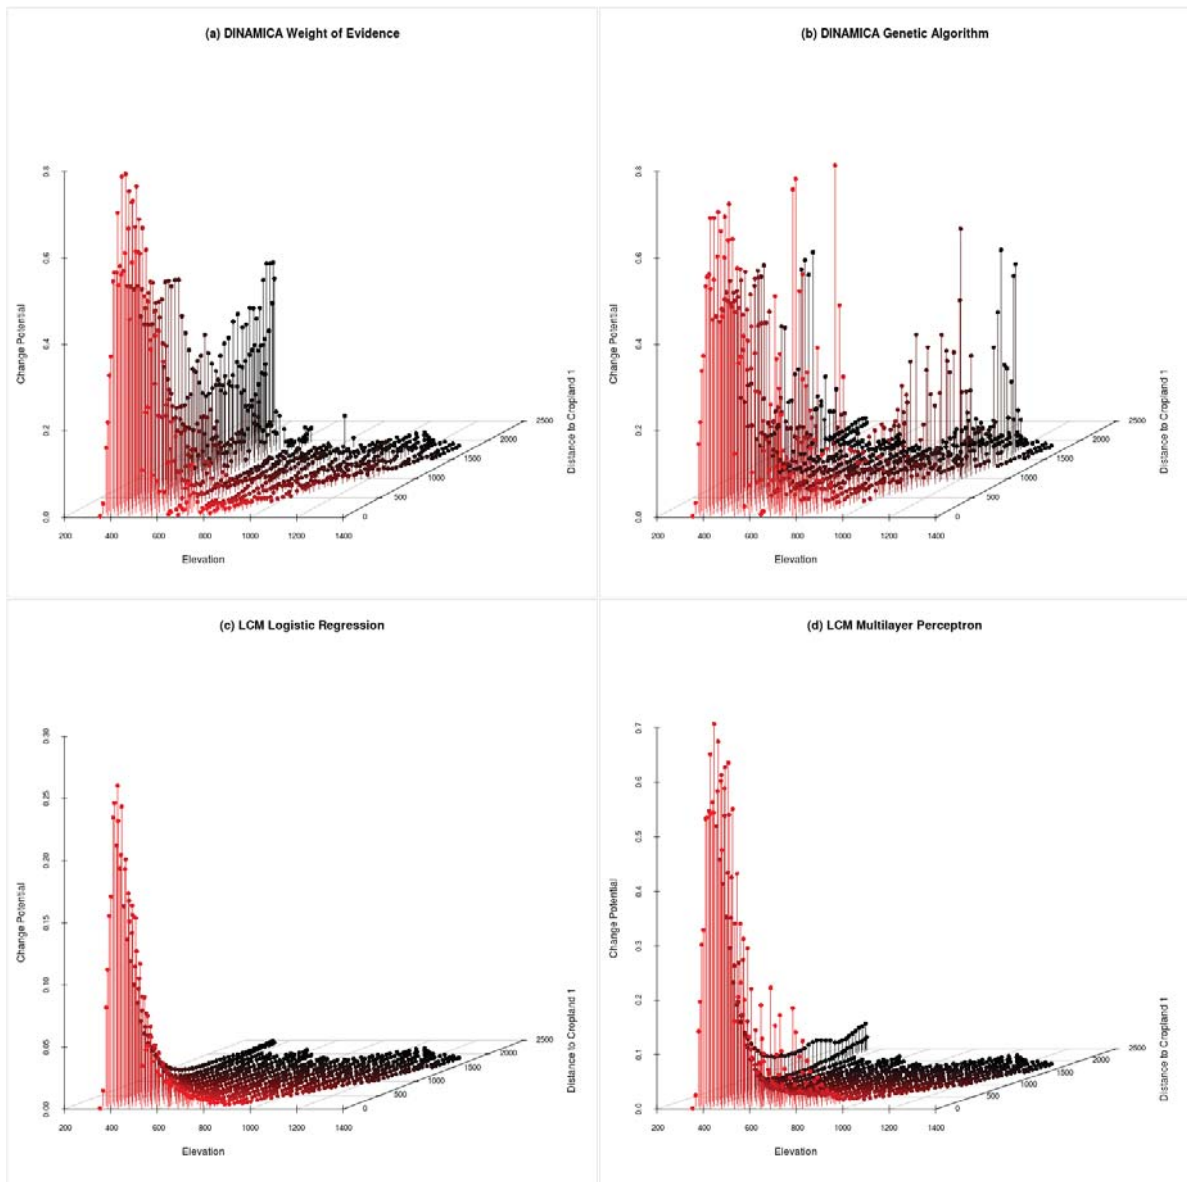 (a) DINAMICA Weight of Evidence
0.8
0.6
0.4
0.2
0.0
Change Potential
200 400 600 800 1000 1200 1400
Elevation
0 500 1000 1500 2000 2500
Distance to Cropland 1
(b) DINAMICA Genetic Algorithm
0.8
0.6
0.4
0.2
0.0
Change Potential
200 400 600 800 1000 1200 1400
Elevation
0 500 1000 1500 2000 2500
Distance to Cropland 1
(c) LCM Logistic Regression
0.30
0.25
0.20
0.15
0.10
0.05
0.00
Change Potential
200 400 600 800 1000 1200 1400
Elevation
0 500 1000 1500 2000 2500
Distance to Cropland 1
(d) LCM Multilayer Perceptron
0.7
0.6
0.5
0.4
0.3
0.2
0.1
0.0
Change Potential
200 400 600 800 1000 1200 1400
Elevation
0 500 1000 1500 2000 2500
Distance to Cropland 1